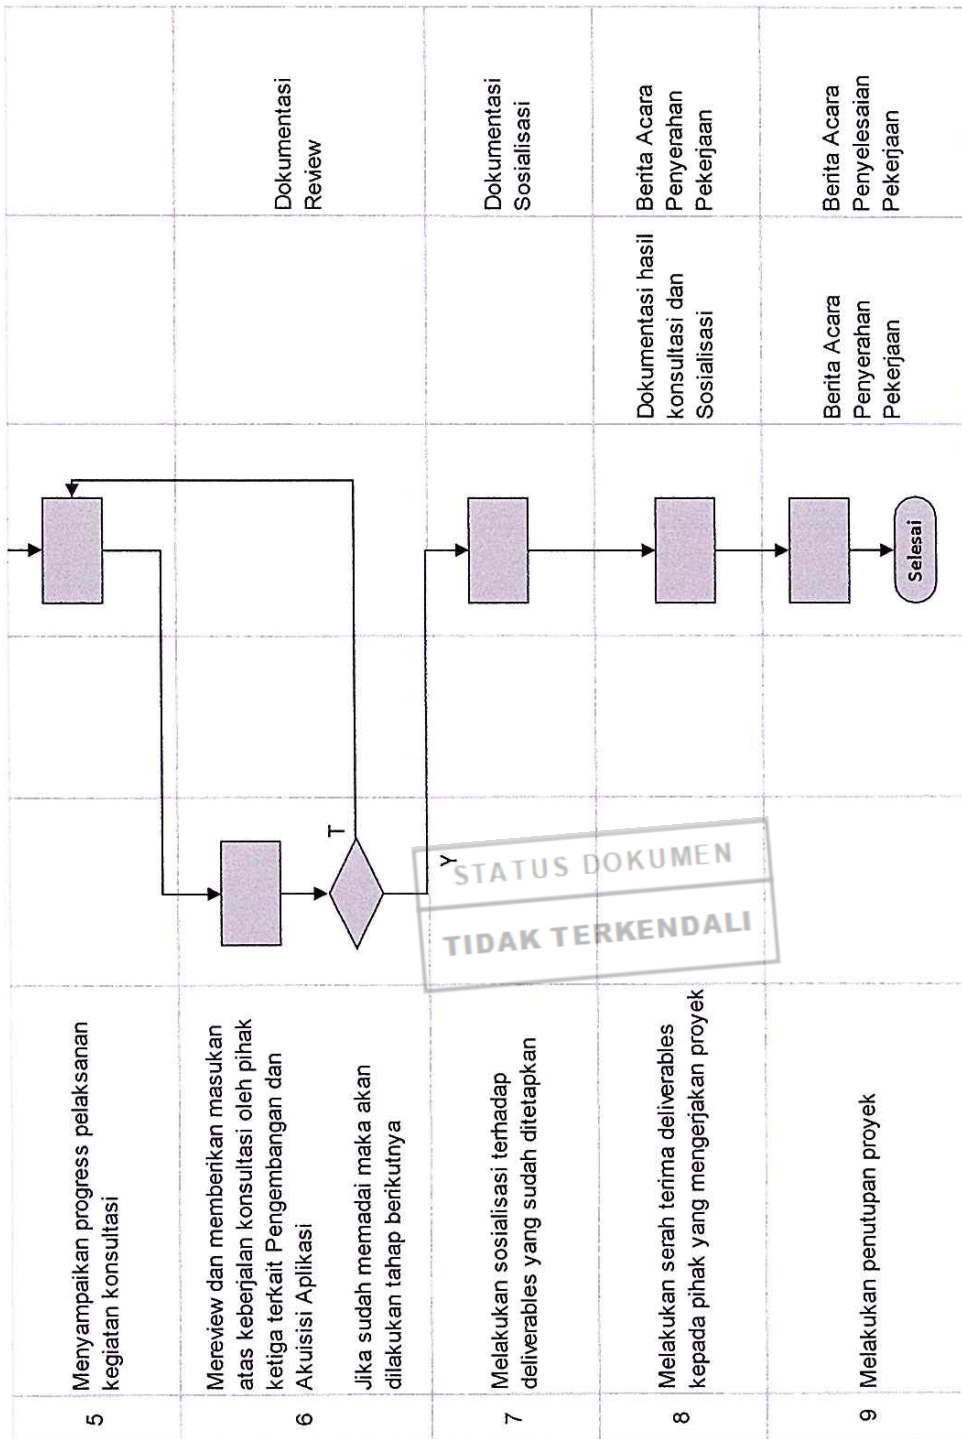 5
Menyampaikan progress pelaksanan
kegiatan konsultasi
6
Mereview dan memberikan masukan
atas keberjalan konsultasi oleh pihak
ketiga terkait Pengembangan dan
Akuisisi Aplikasi
Jika sudah memadai maka akan
dilakukan tahap berikutnya
T
Y
Dokumentasi
Review
7
Melakukan sosialisasi terhadap
deliverables yang sudah ditetapkan
Dokumentasi
Sosialisasi
8
Melakukan serah terima deliverables
kepada pihak yang mengerjakan proyek
Dokumentasi hasil
konsultasi dan
Sosialisasi
Berita Acara
Penyerahan
Pekerjaan
9
Melakukan penutupan proyek
Selesai
Berita Acara
Penyerahan
Pekerjaan
Berita Acara
Penyelesaian
Pekerjaan
STATUS DOKUMEN
TIDAK TERKENDALI